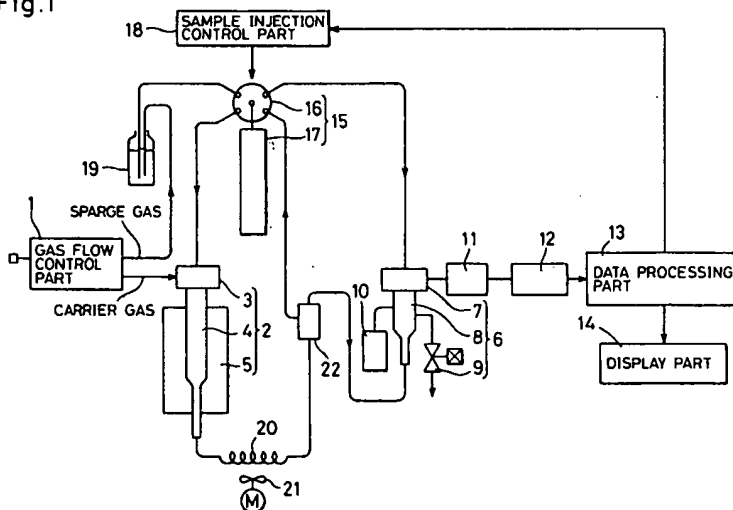 Fig.1
18
SAMPLE INJECTION
CONTROL PART
16
15
17
19
1
SPARGE GAS
GAS FLOW
CONTROL
PART
CARRIER GAS
3
4
2
5
22
10
11
12
13
DATA PROCESSING
PART
7
8
6
9
14
DISPLAY PART
20
21
M